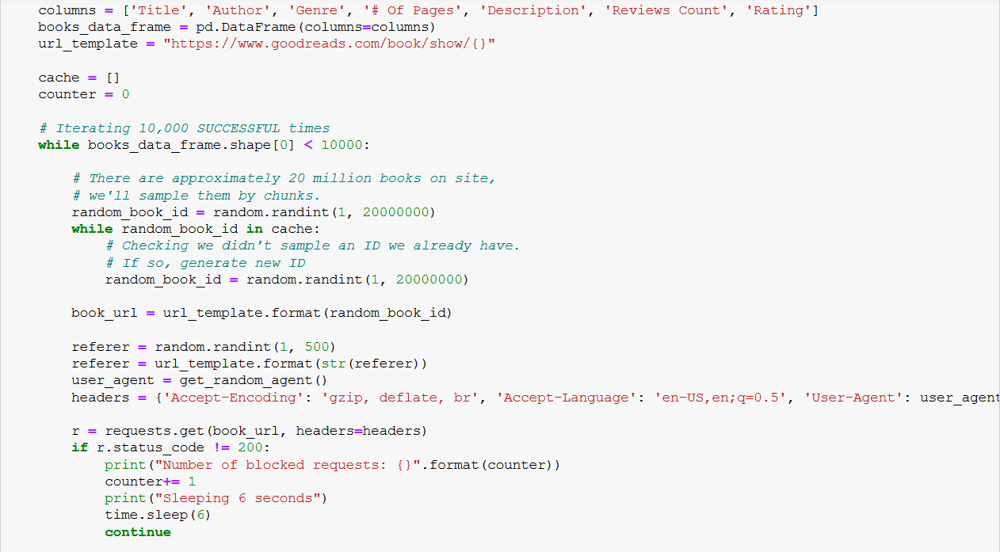 columns = ['Title', 'Author', 'Genre', '# Of Pages', 'Description', 'Reviews Count', 'Rating']
books_data_frame = pd.DataFrame(columns=columns)
url_template = "https://www.goodreads.com/book/show/{}"
cache = []
counter = 0
# Iterating 10,000 SUCCESSFUL times
while books_data_frame.shape[0] < 10000:
# There are approximately 20 million books on site,
# we'll sample them by chunks.
random_book_id = random.randint(1, 20000000)
while random_book_id in cache:
# Checking we didn't sample an ID we already have.
# If so, generate new ID
random_book_id = random.randint(1, 20000000)
book_url = url_template.format(random_book_id)
referer = random.randint(1, 500)
referer = url_template.format(str(referer))
user_agent = get_random_agent()
headers = {'Accept-Encoding': 'gzip, deflate, br', 'Accept-Language': 'en-US,en;q=0.5', 'User-Agent': user_agent
r = requests.get(book_url, headers=headers)
if r.status_code != 200:
print("Number of blocked requests: {}".format(counter))
counter+= 1
print("Sleeping 6 seconds")
time.sleep(6)
continue